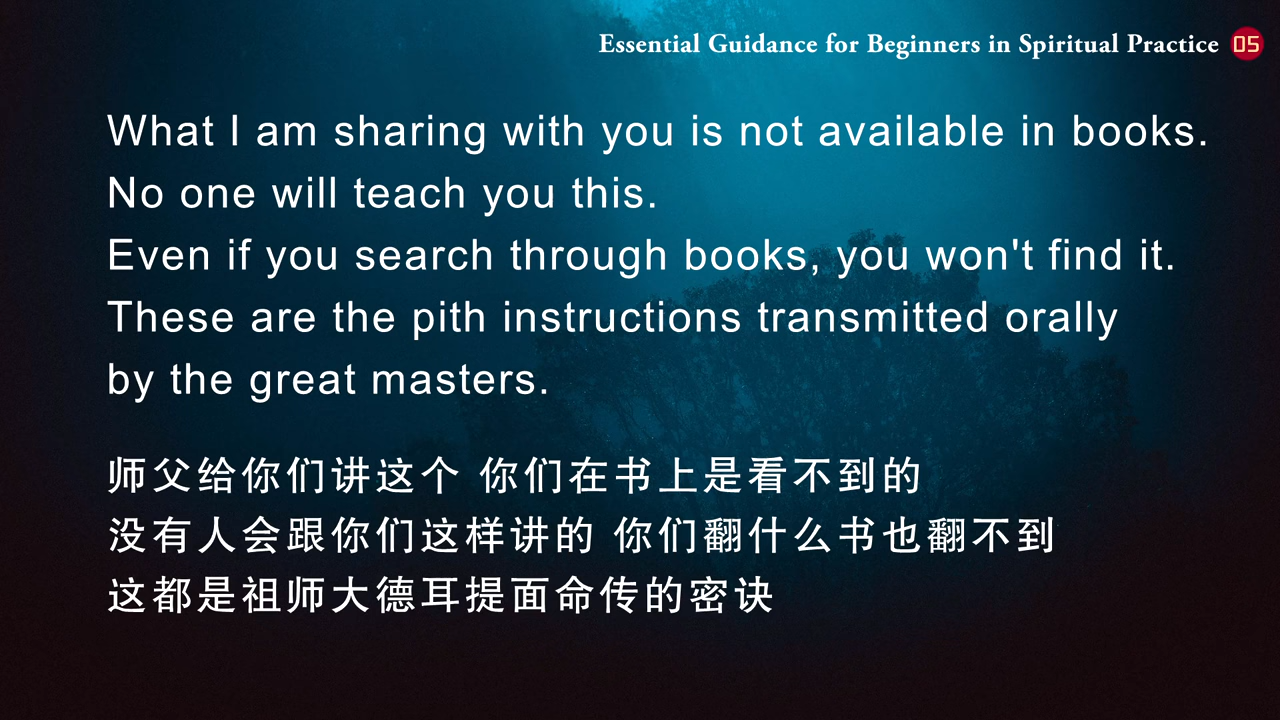 Essential Guidance for Beginners in Spiritual Practice 05
What I am sharing with you is not available in books.
No one will teach you this.
Even if you search through books, you won't find it.
These are the pith instructions transmitted orally
by the great masters.
师父给你们讲这个 你们在书上是看不到的
没有人会跟你们这样讲的 你们翻什么书也翻不到
这都是祖师大德耳提面命传的密诀